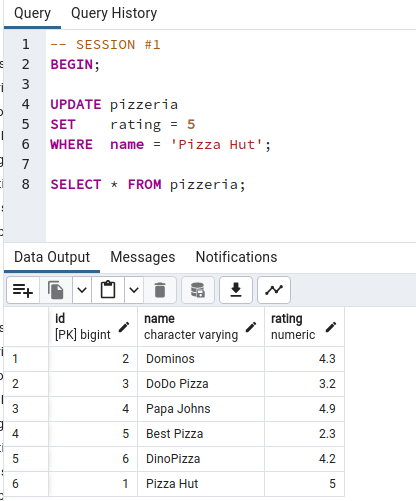 Query Query History
1 -- SESSION #1
2 BEGIN;
3
4 UPDATE pizzeria
5 SET rating = 5
6 WHERE name = 'Pizza Hut';
7
8 SELECT * FROM pizzeria;
Data Output Messages Notifications
id name rating
[PK] bigint character varying numeric
1 2 Dominos 4.3
2 3 DoDo Pizza 3.2
3 4 Papa Johns 4.9
4 5 Best Pizza 2.3
5 6 DinoPizza 4.2
6 1 Pizza Hut 5